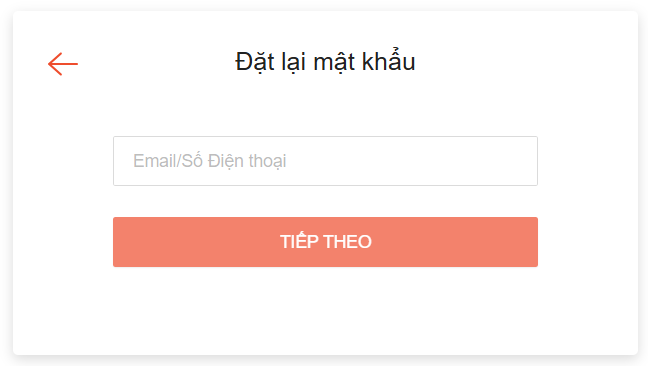 Đặt lại mật khẩu
Email/Số Điện thoại
TIẾP THEO